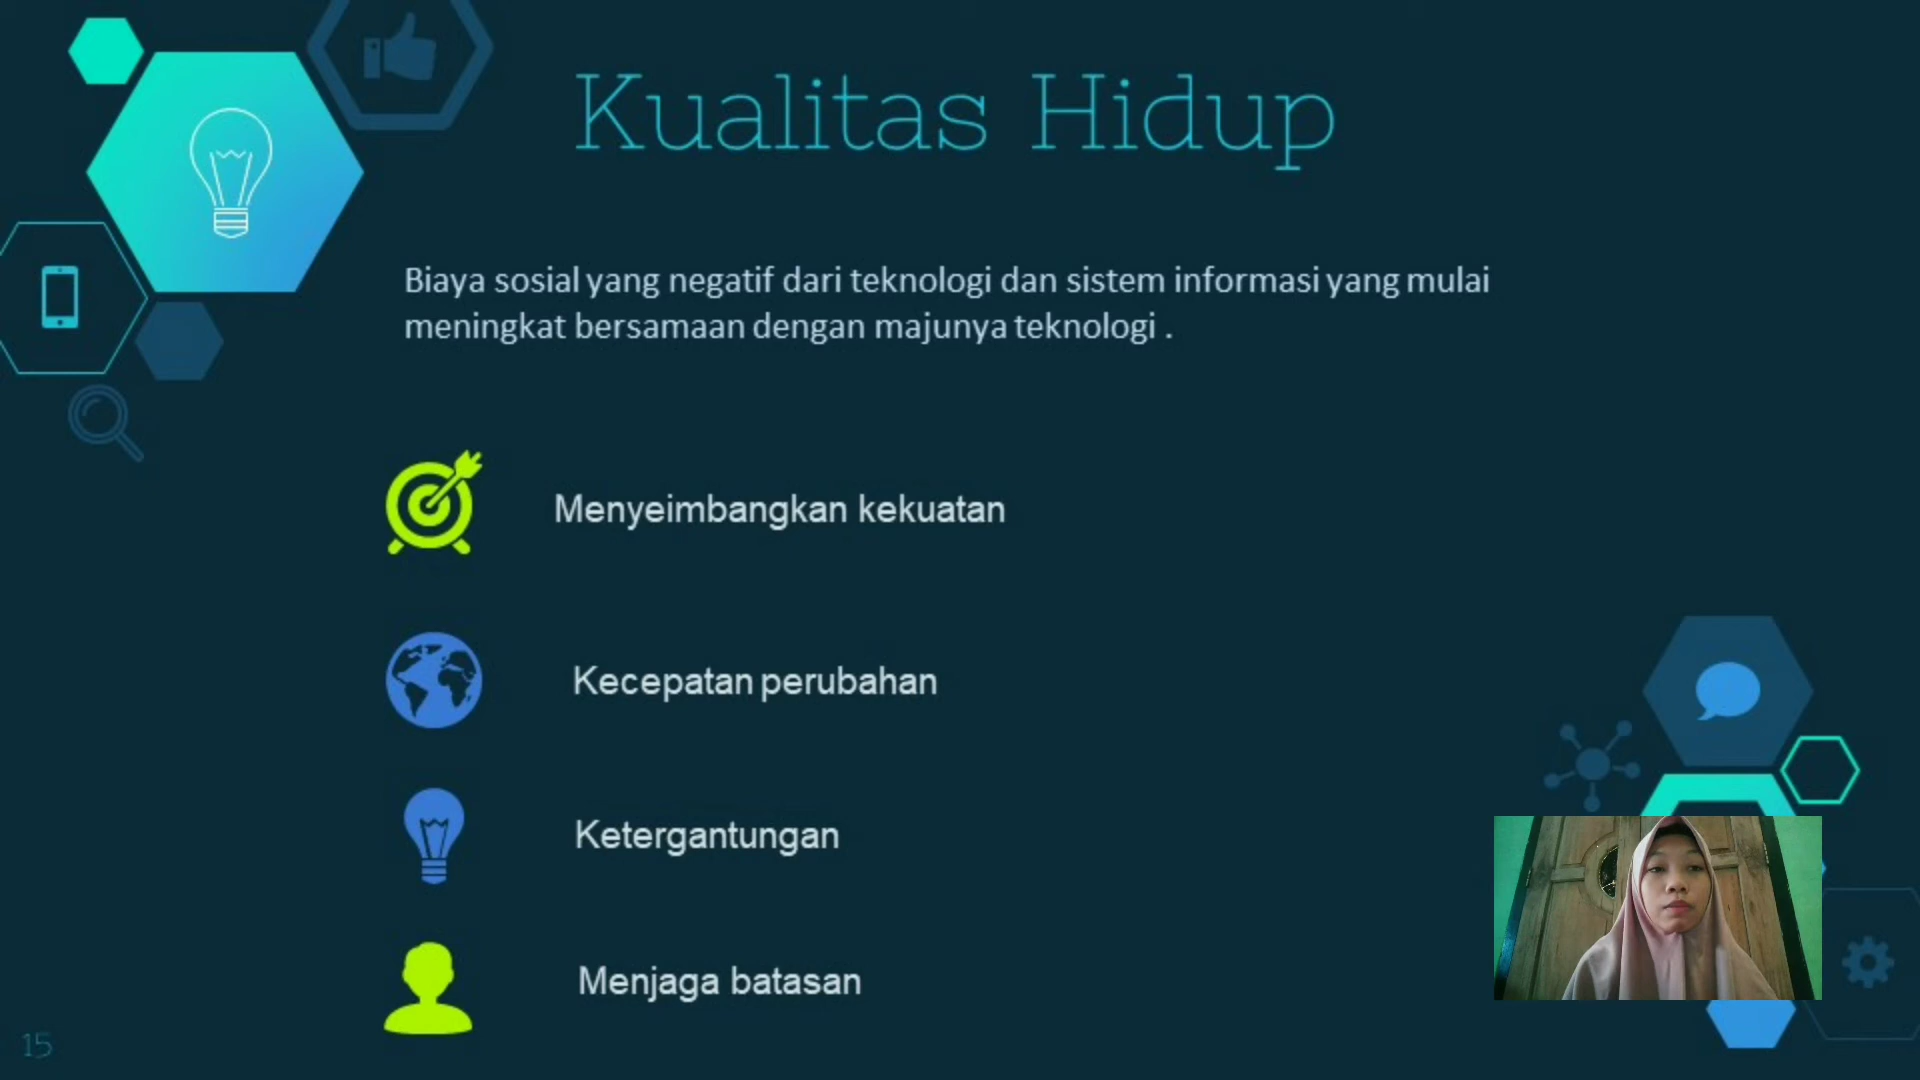 Kualitas Hidup
Biaya sosial yang negatif dari teknologi dan sistem informasi yang mulai
meningkat bersamaan dengan majunya teknologi .
Menyeimbangkan kekuatan
Kecepatan perubahan
Ketergantungan
Menjaga batasan
15